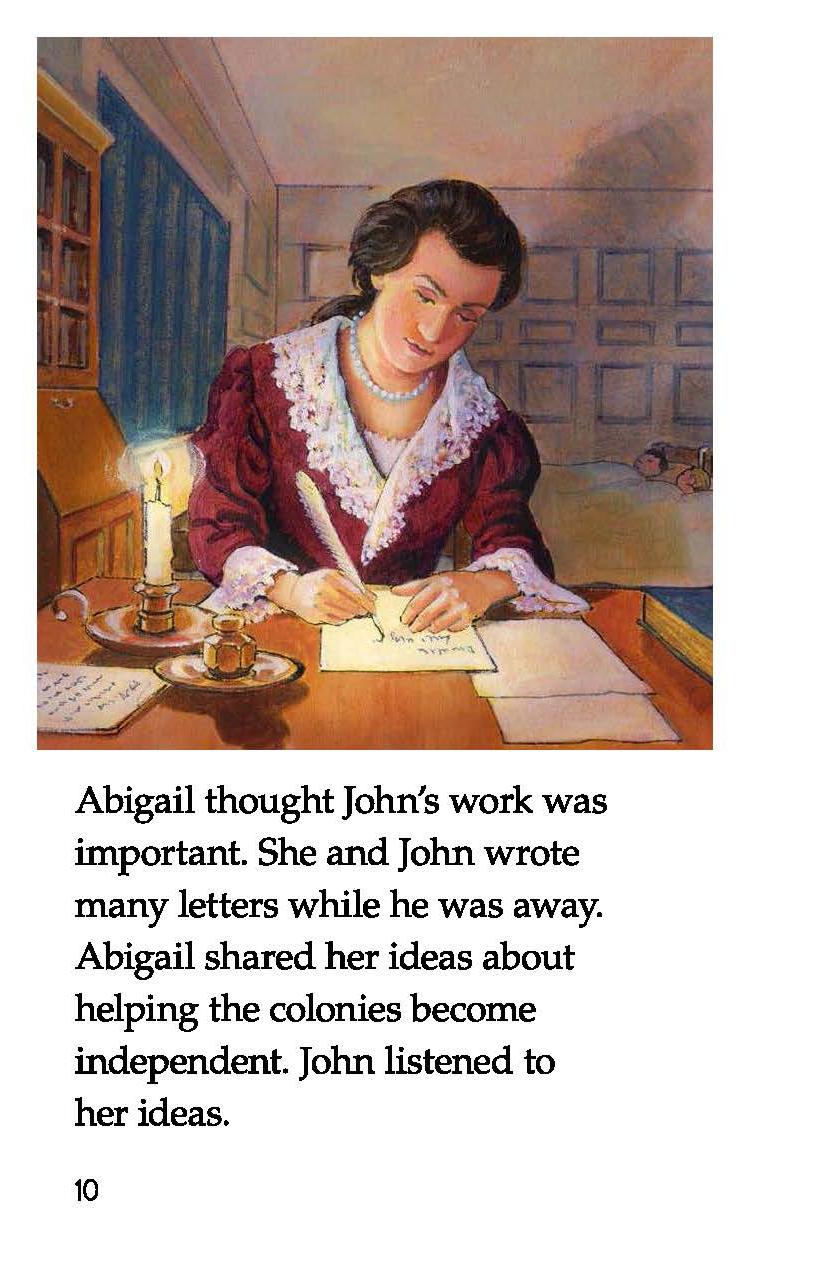 Abigail thought John's work was
important. She and John wrote
many letters while he was away.
Abigail shared her ideas about
helping the colonies become
independent. John listened to
her ideas.
10